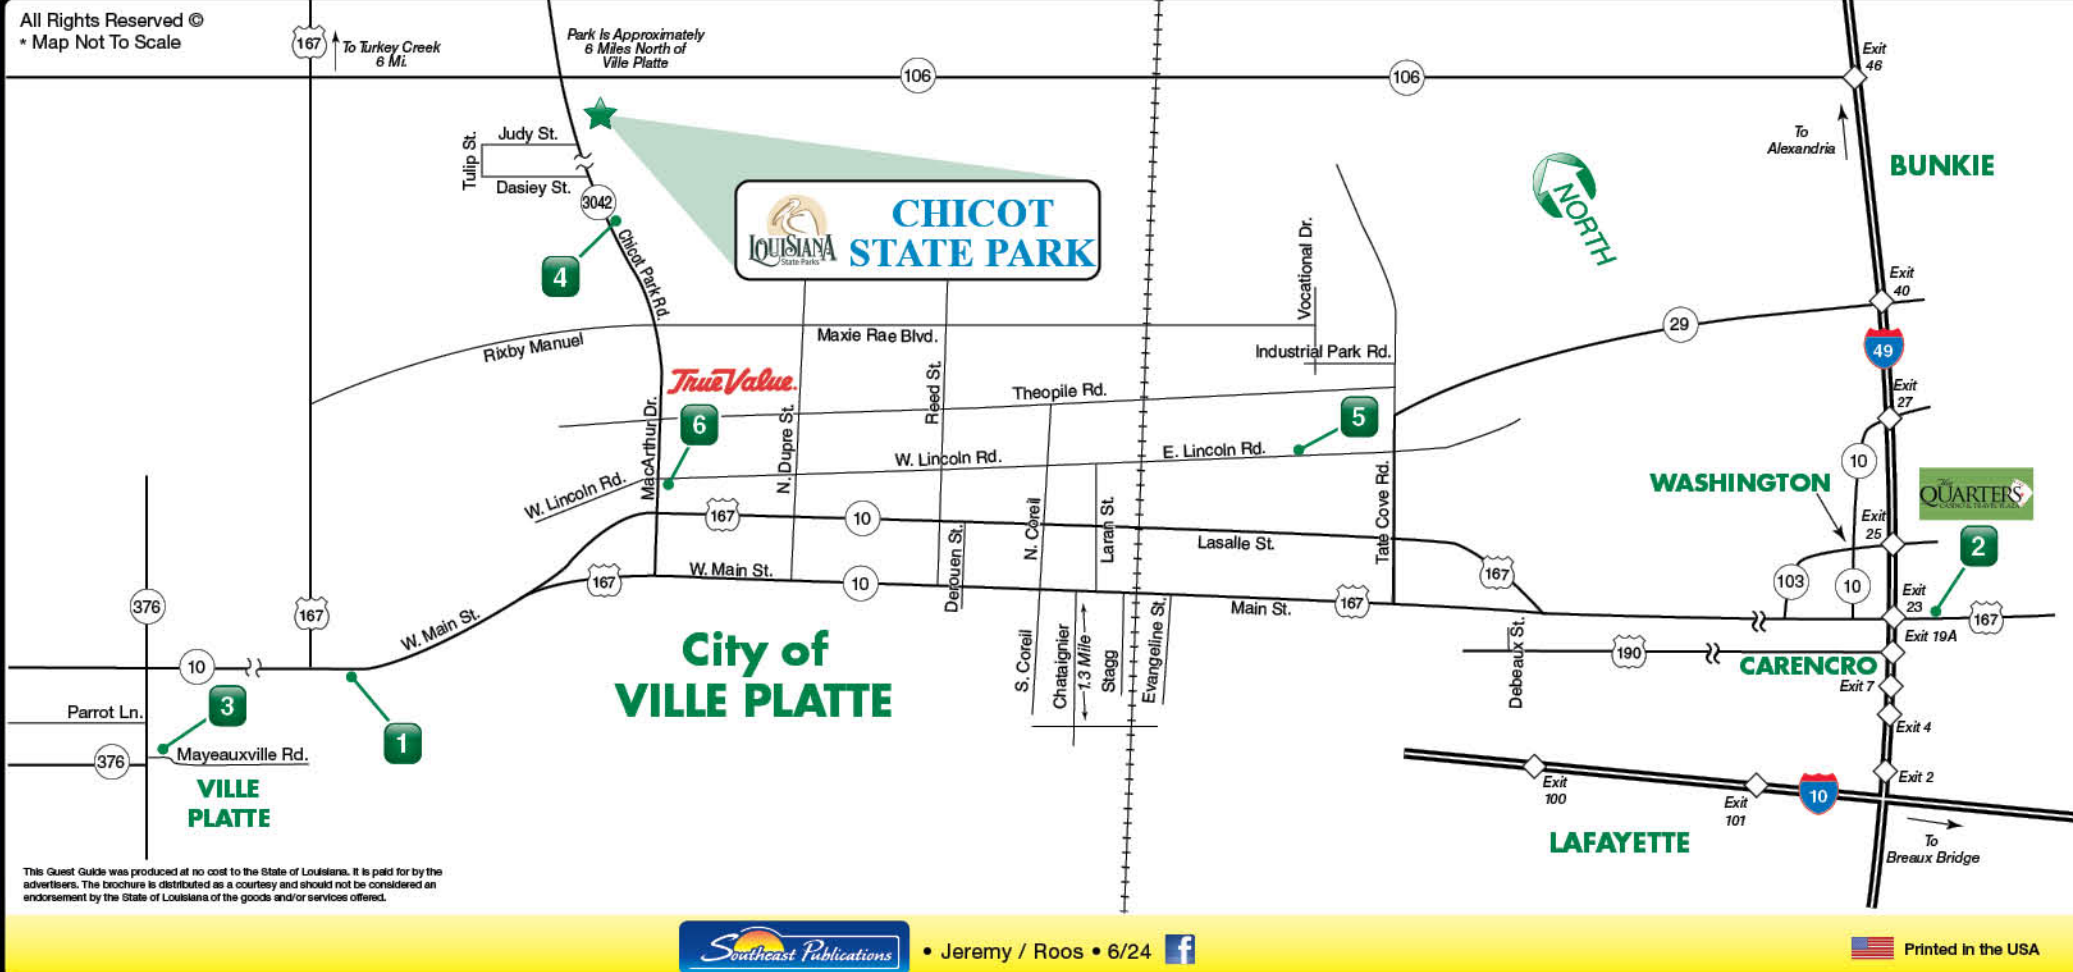 All Rights Reserved ©
* Map Not To Scale
167
To Turkey Creek
6 Mi.
Park Is Approximately
6 Miles North of
Ville Platte
106
106
Exit
46
To
Alexandria
BUNKIE
Tulip St.
Judy St.
Dasiey St.
3042
4
Chicot Park Rd.
LOUISIANA
State Parks
CHICOT
STATE PARK
NORTH
Vocational Dr.
Exit
40
29
49
Rixby Manuel
Maxie Rae Blvd.
Industrial Park Rd.
True Value.
Reed St.
Theopile Rd.
Exit
27
6
5
MacArthur Dr.
N. Dupre St.
W. Lincoln Rd.
W. Lincoln Rd.
E. Lincoln Rd.
10
WASHINGTON
The
QUARTERS
CASINO & TRAVEL PLAZA
167
10
N. Coreil
Laran St.
Lasalle St.
Tate Cove Rd.
Exit
25
2
167
W. Main St.
10
Derouen St.
167
103
10
Exit
23
376
167
W. Main St.
Main St.
167
167
Exit 19A
City of
VILLE PLATTE
S. Coreil
Chataignier
1.3 Mile
Stagg
Evangeline St.
Debeaux St.
190
CARENCRO
Exit 7
10
3
Parrot Ln.
1
Exit 4
376
Mayeauxville Rd.
VILLE
PLATTE
Exit
100
Exit
101
10
Exit 2
LAFAYETTE
To
Breaux Bridge
This Guest Guide was produced at no cost to the State of Louisiana. It is paid for by the
advertisers. The brochure is distributed as a courtesy and should not be considered an
endorsement by the State of Louisiana of the goods and/or services offered.
Southeast Publications
• Jeremy / Roos • 6/24
f
Printed in the USA